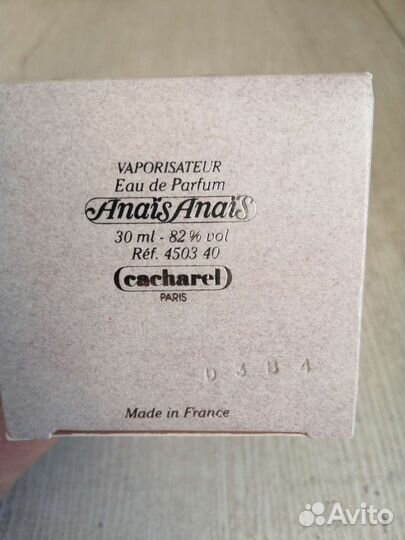 VAPORISATEUR
Eau de Parfum
Anaïs Anaïs
30 ml - 82 % vol
Réf. 4503 40
cacharel
PARIS
D 3 B 4
Made in France
Avito